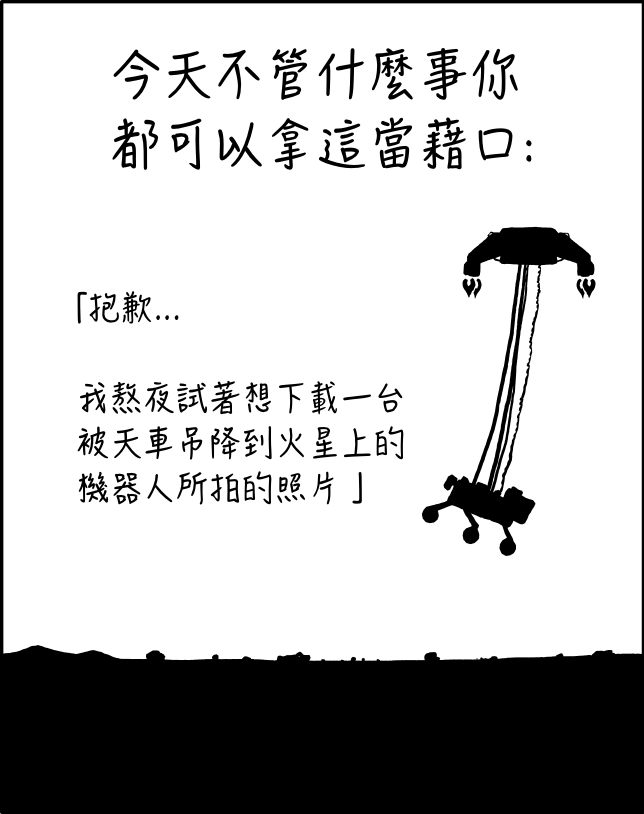 今天不管什麼事你
都可以拿這當藉口:
「抱歉...
我熬夜試著想下載一台
被天車吊降到火星上的
機器人所拍的照片」